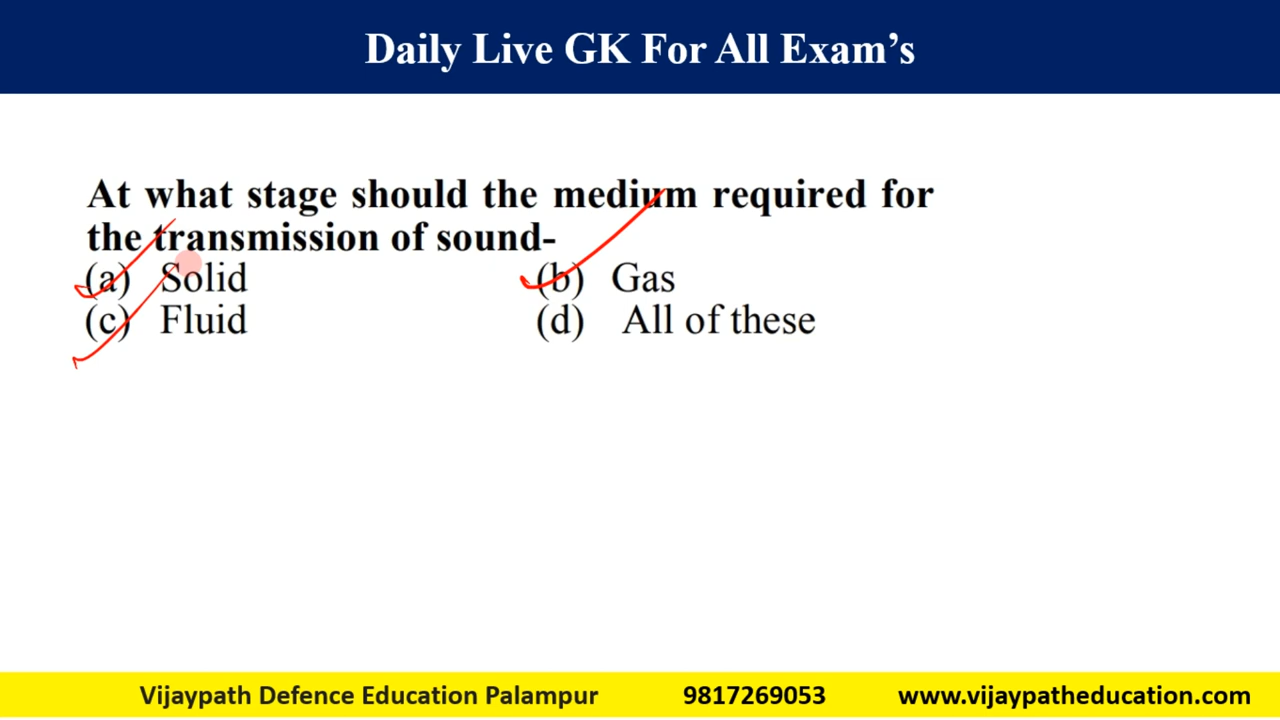 Daily Live GK For All Exam’s
At what stage should the medium required for
the transmission of sound-
(a) Solid (b) Gas
(c) Fluid (d) All of these
Vijaypath Defence Education Palampur 9817269053 www.vijaypatheducation.com